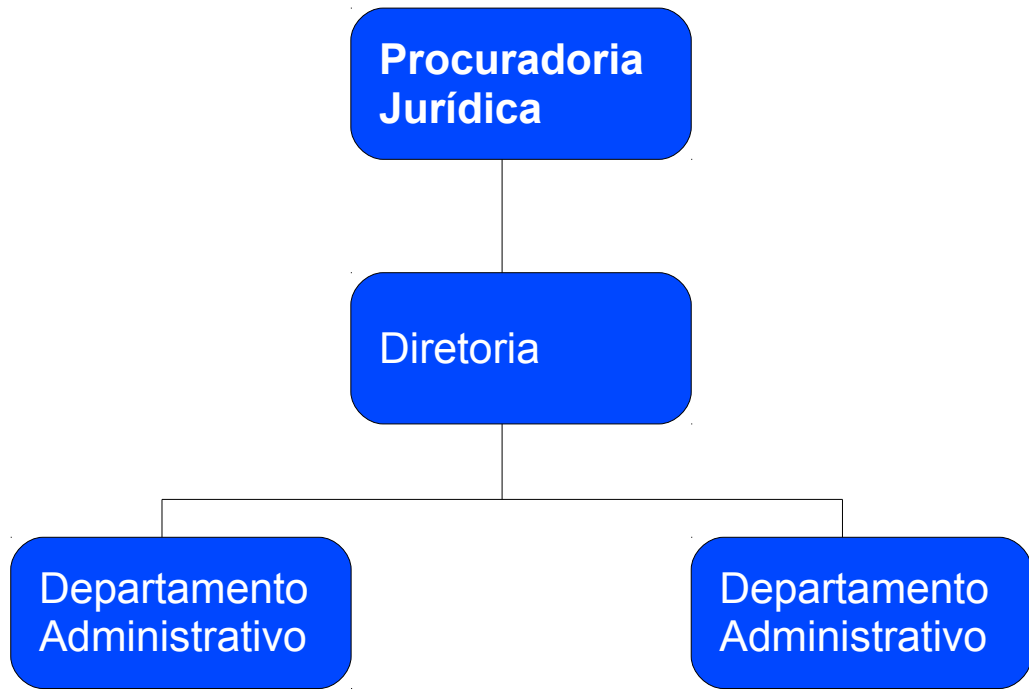 Procuradoria
Jurídica
Diretoria
Departamento
Administrativo
Departamento
Administrativo